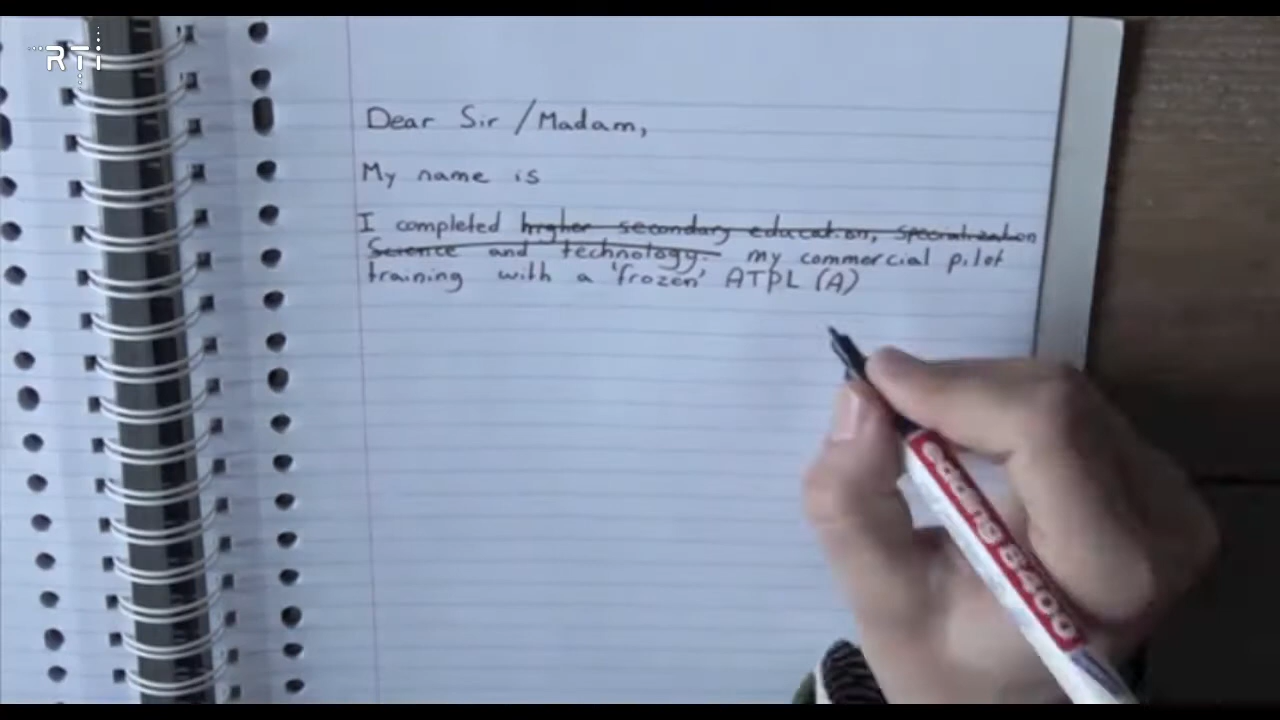 RTi
Dear Sir / Madam,
My name is
I completed higher secondary education, specialization
Science and technology. my commercial pilot
training with a 'frozen' ATPL (A)
edding 8400